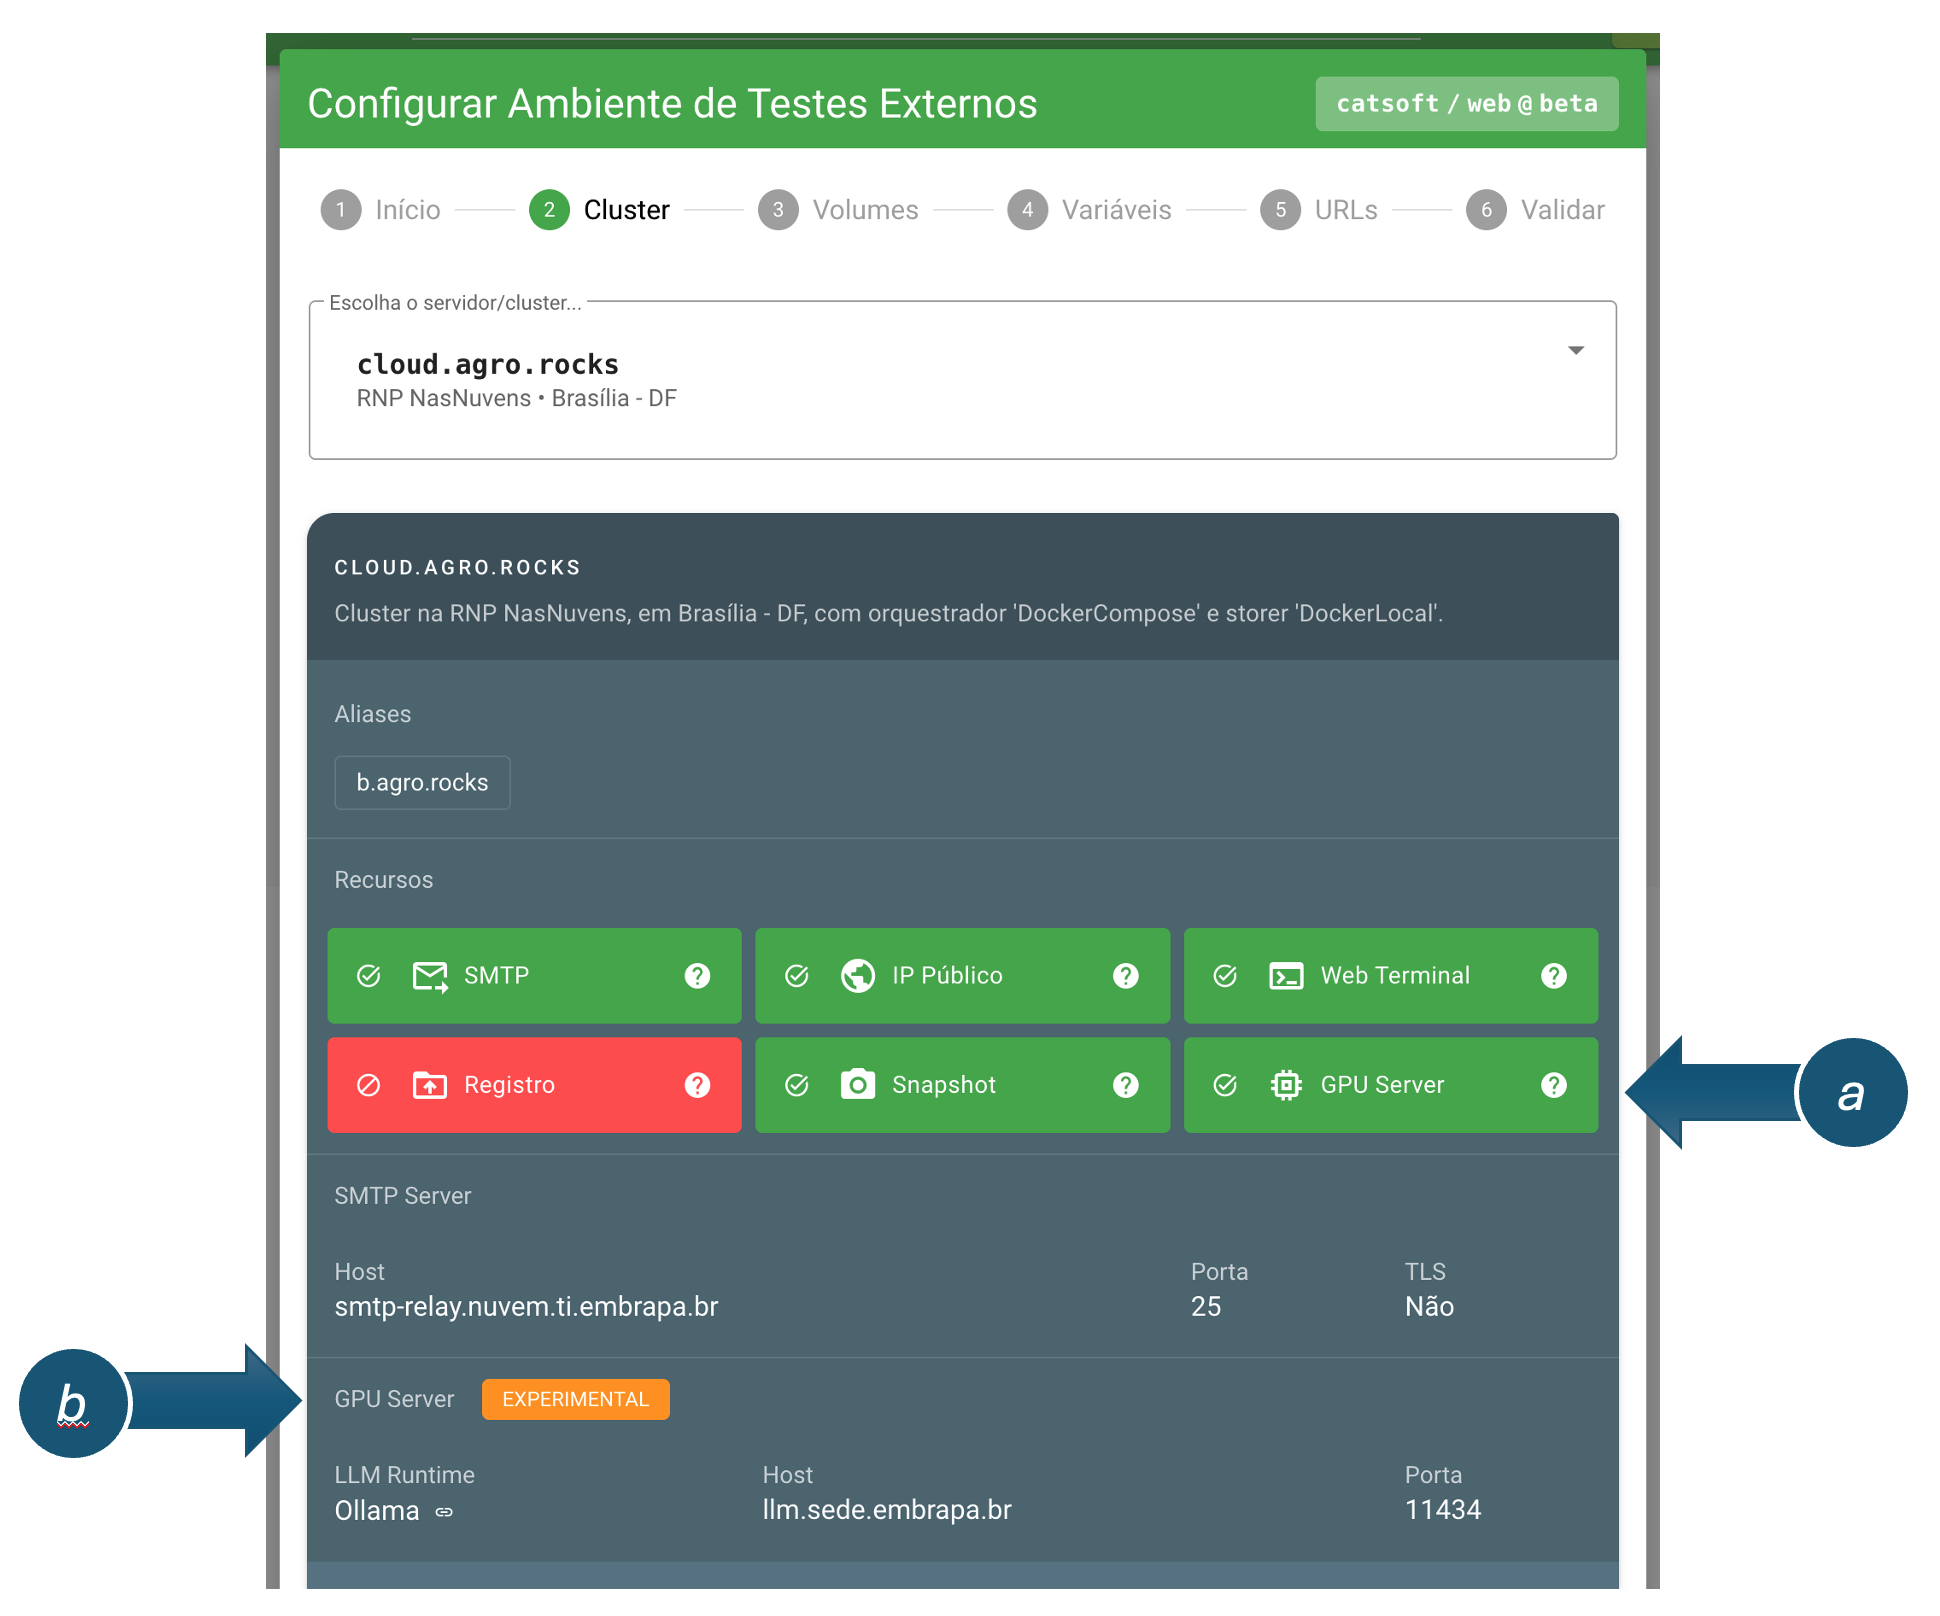 Configurar Ambiente de Testes Externos
catsoft / web @ beta
1 Início 2 Cluster 3 Volumes 4 Variáveis 5 URLs 6 Validar
Escolha o servidor/cluster...
cloud.agro.rocks
RNP NasNuvens • Brasília - DF
CLOUD.AGRO.ROCKS
Cluster na RNP NasNuvens, em Brasília - DF, com orquestrador 'DockerCompose' e storer 'DockerLocal'.
Aliases
b.agro.rocks
Recursos
SMTP ? IP Público ? Web Terminal ?
Registro ? Snapshot ? GPU Server ?
a
SMTP Server
Host Porta TLS
smtp-relay.nuvem.ti.embrapa.br 25 Não
b
GPU Server EXPERIMENTAL
LLM Runtime Host Porta
Ollama llm.sede.embrapa.br 11434